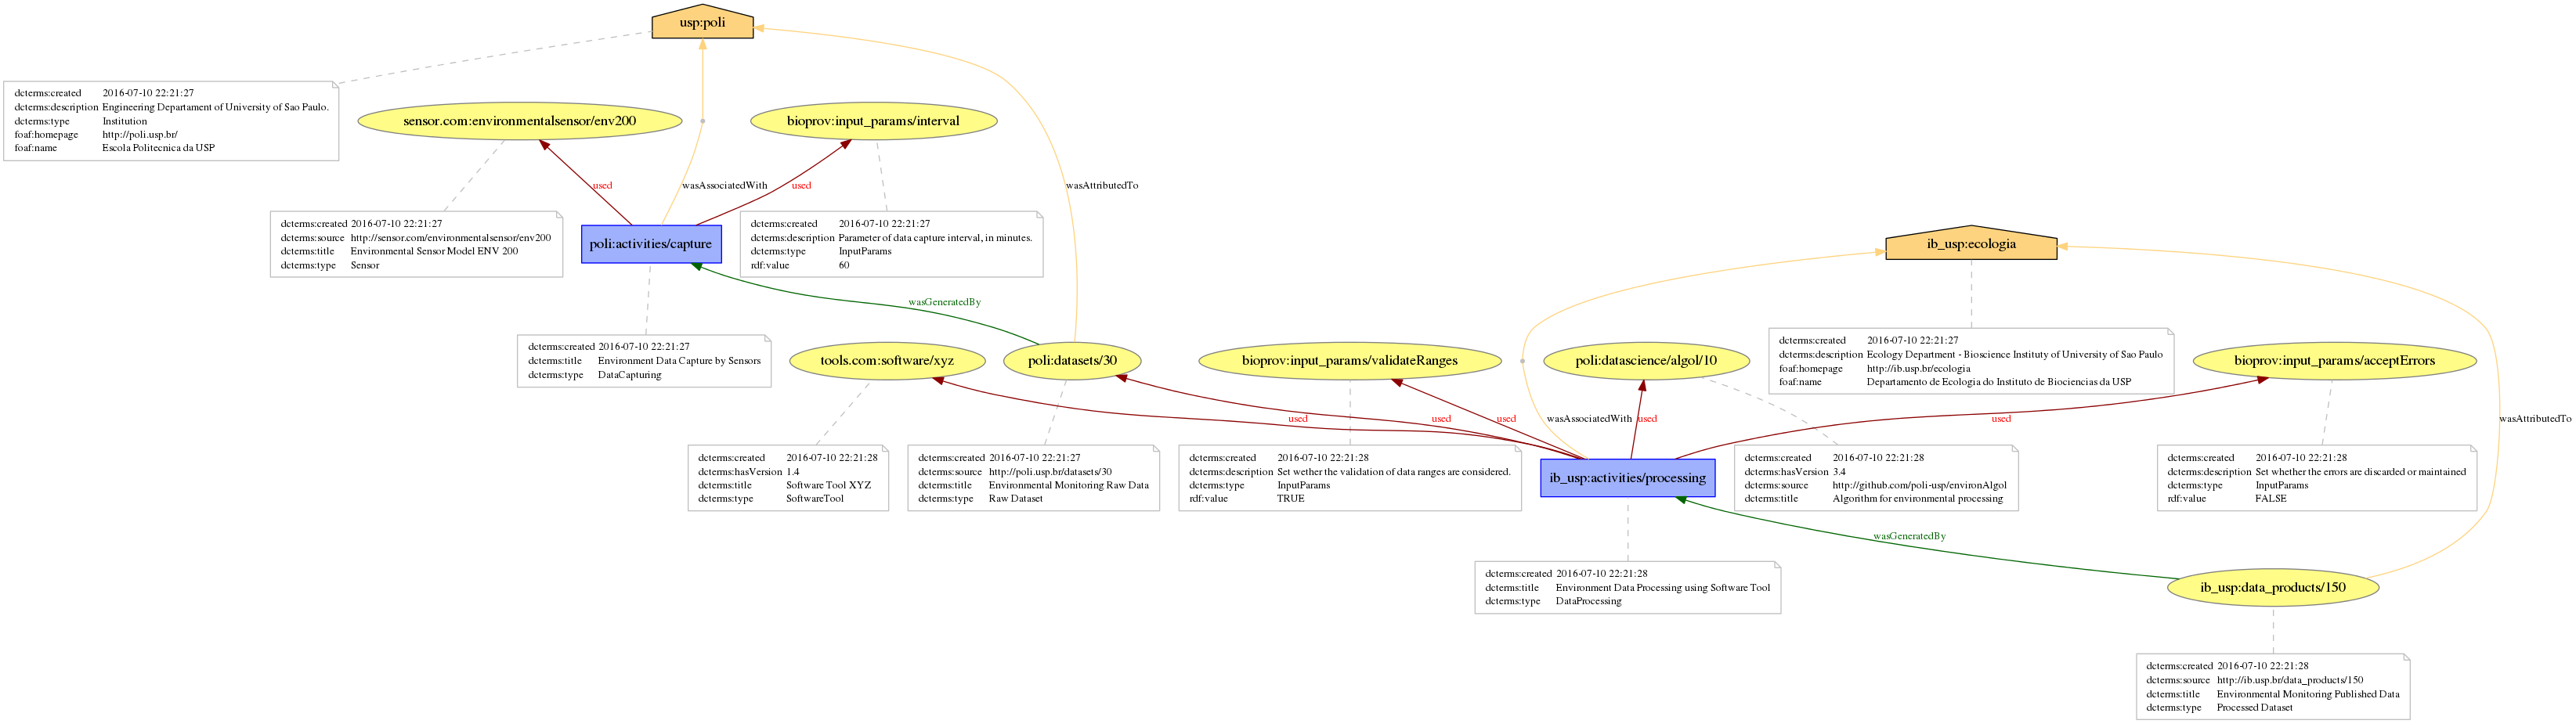 usp:poli
dcterms:created 2016-07-10 22:21:27
dcterms:description Engineering Departament of University of Sao Paulo.
dcterms:type Institution
foaf:homepage http://poli.usp.br/
foaf:name Escola Politecnica da USP
sensor.com:environmentalsensor/env200
bioprov:input_params/interval
used
wasAssociatedWith
used
wasAttributedTo
dcterms:created 2016-07-10 22:21:27
dcterms:source http://sensor.com/environmentalsensor/env200
dcterms:title Environmental Sensor Model ENV 200
dcterms:type Sensor
poli:activities/capture
dcterms:created 2016-07-10 22:21:27
dcterms:description Parameter of data capture interval, in minutes.
dcterms:type InputParams
rdf:value 60
ib_usp:ecologia
wasGeneratedBy
dcterms:created 2016-07-10 22:21:27
dcterms:title Environment Data Capture by Sensors
dcterms:type DataCapturing
tools.com:software/xyz
poli:datasets/30
bioprov:input_params/validateRanges
poli:datascience/algol/10
dcterms:created 2016-07-10 22:21:27
dcterms:description Ecology Department - Bioscience Instituty of University of Sao Paulo
foaf:homepage http://ib.usp.br/ecologia
foaf:name Departamento de Ecologia do Instituto de Biociencias da USP
bioprov:input_params/acceptErrors
used
used
used
wasAssociatedWith
used
used
wasAttributedTo
dcterms:created 2016-07-10 22:21:28
dcterms:hasVersion 1.4
dcterms:title Software Tool XYZ
dcterms:type SoftwareTool
dcterms:created 2016-07-10 22:21:27
dcterms:source http://poli.usp.br/datasets/30
dcterms:title Environmental Monitoring Raw Data
dcterms:type Raw Dataset
dcterms:created 2016-07-10 22:21:28
dcterms:description Set wether the validation of data ranges are considered.
dcterms:type InputParams
rdf:value TRUE
ib_usp:activities/processing
dcterms:created 2016-07-10 22:21:28
dcterms:hasVersion 3.4
dcterms:source http://github.com/poli-usp/environAlgol
dcterms:title Algorithm for environmental processing
dcterms:created 2016-07-10 22:21:28
dcterms:description Set whether the errors are discarded or maintained
dcterms:type InputParams
rdf:value FALSE
wasGeneratedBy
dcterms:created 2016-07-10 22:21:28
dcterms:title Environment Data Processing using Software Tool
dcterms:type DataProcessing
ib_usp:data_products/150
dcterms:created 2016-07-10 22:21:28
dcterms:source http://ib.usp.br/data_products/150
dcterms:title Environmental Monitoring Published Data
dcterms:type Processed Dataset